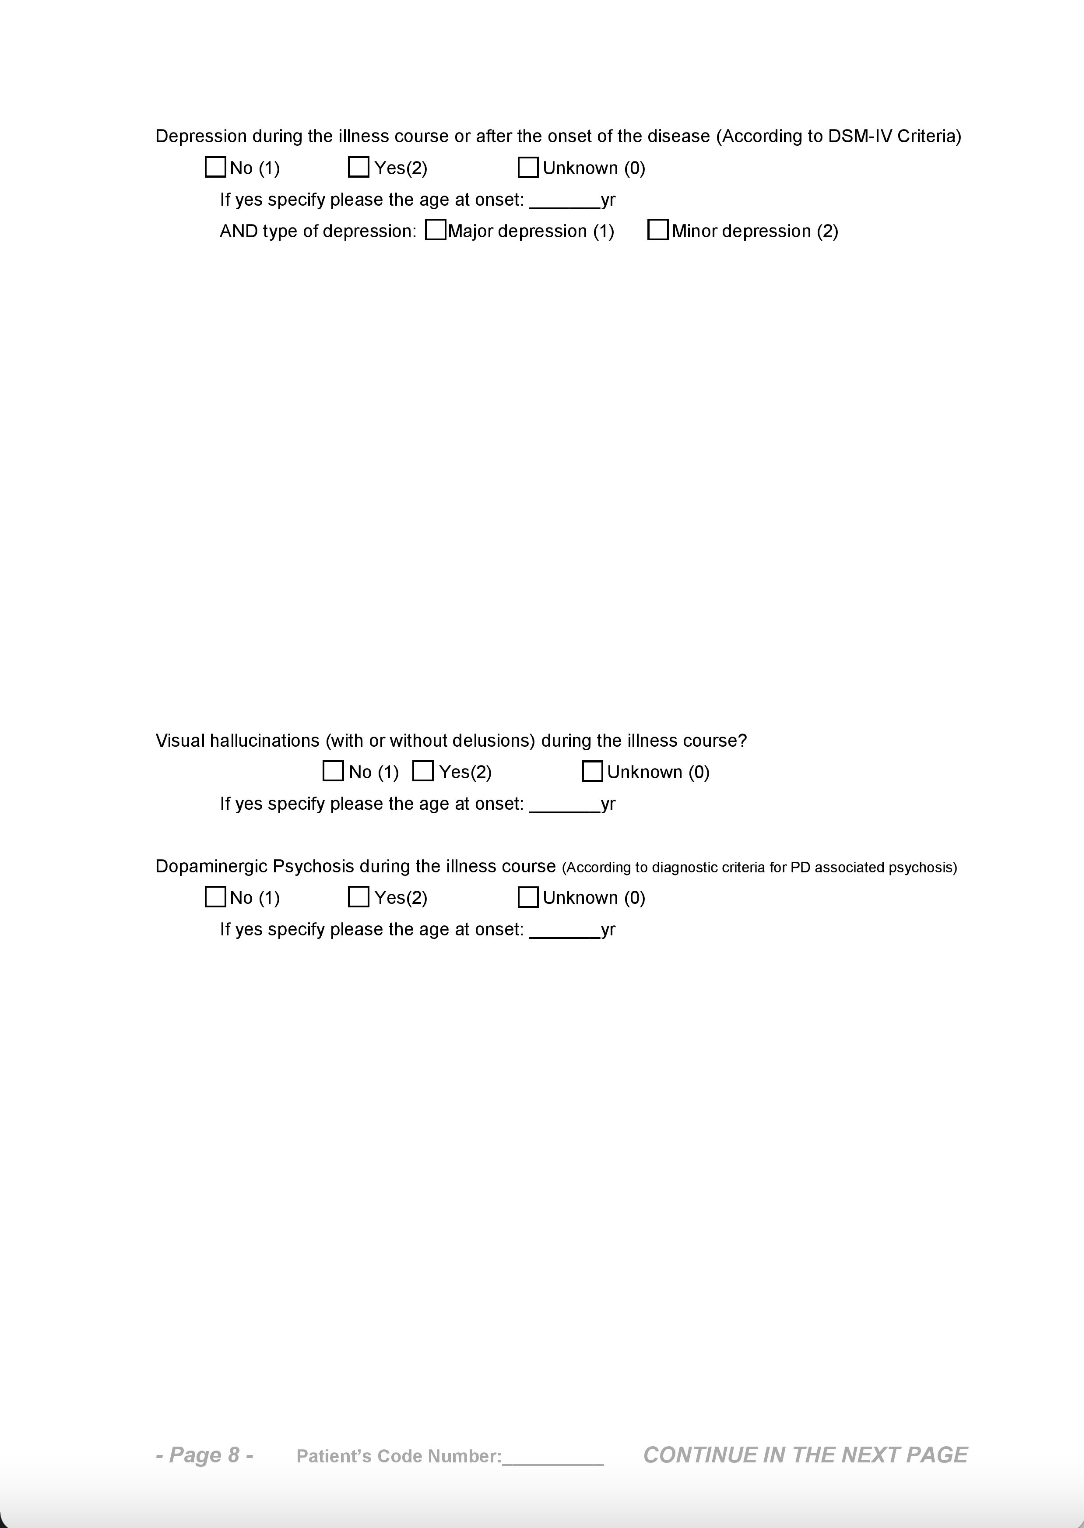 Depression during the illness course or after the onset of the disease (According to DSM-IV Criteria)
No (1) Yes(2) Unknown (0)
If yes specify please the age at onset: _______yr
AND type of depression: Major depression (1) Minor depression (2)
Visual hallucinations (with or without delusions) during the illness course?
No (1) Yes(2) Unknown (0)
If yes specify please the age at onset: _______yr
Dopaminergic Psychosis during the illness course (According to diagnostic criteria for PD associated psychosis)
No (1) Yes(2) Unknown (0)
If yes specify please the age at onset: _______yr
- Page 8 - Patient’s Code Number:__________ CONTINUE IN THE NEXT PAGE